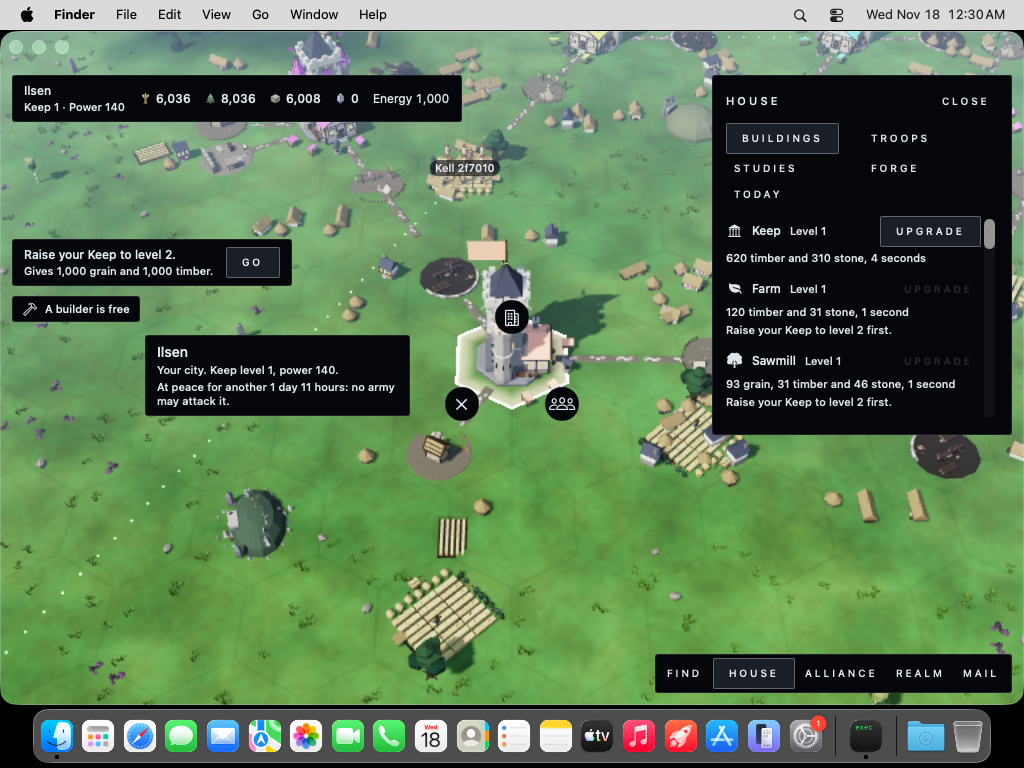 Finder File Edit View Go Window Help Wed Nov 18 12:30 AM
Ilsen
Keep 1 · Power 140
6,036 8,036 6,008 0 Energy 1,000
Kell 2f7010
Raise your Keep to level 2.
Gives 1,000 grain and 1,000 timber.
GO
A builder is free
Ilsen
Your city. Keep level 1, power 140.
At peace for another 1 day 11 hours: no army
may attack it.
HOUSE CLOSE
BUILDINGS TROOPS
STUDIES FORGE
TODAY
Keep Level 1 UPGRADE
620 timber and 310 stone, 4 seconds
Farm Level 1 UPGRADE
120 timber and 31 stone, 1 second
Raise your Keep to level 2 first.
Sawmill Level 1 UPGRADE
93 grain, 31 timber and 46 stone, 1 second
Raise your Keep to level 2 first.
FIND HOUSE ALLIANCE REALM MAIL
Wed
18
tv
1
exec